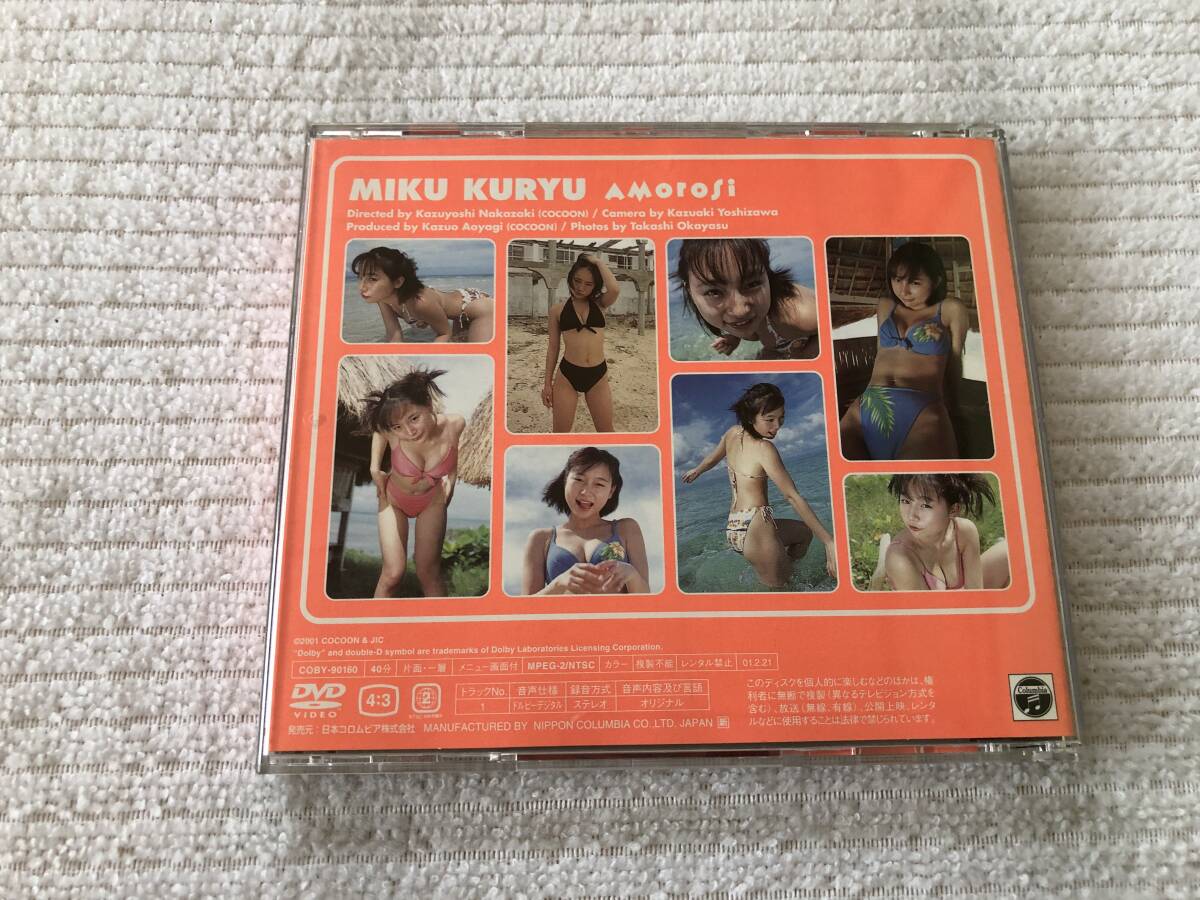 MIKU KURYU AMOROSI
Directed by Kazuyoshi Nakazaki (COCOON) / Camera by Kazuaki Yoshizawa
Produced by Kazuo Aoyagi (COCOON) / Photos by Takashi Okayasu
©2001 COCOON & JIC
"Dolby" and double-D symbol are trademarks of Dolby Laboratories Licensing Corporation.
COBY-90160 40分 片面・一層 メニュー画面付 MPEG-2/NTSC カラー 複製不能 レンタル禁止 01.2.21
DVD VIDEO
4:3
2
トラックNo. 音声仕様 録音方式 音声内容及び言語
1 ドルビーデジタル ステレオ オリジナル
このディスクを個人的に楽しむなどのほかは、権
利者に無断で複製(異なるテレビジョン方式を
含む)、放送(無線、有線)、公開上映、レンタ
ルなどに使用することは法律で禁じられています。
Columbia
発売元:日本コロムビア株式会社 MANUFACTURED BY NIPPON COLUMBIA CO.,LTD. JAPAN 新